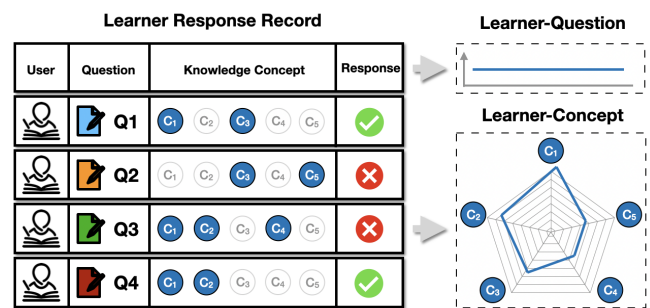 Learner Response Record
User Question Knowledge Concept Response
Q1 C1 C2 C3 C4 C5
Q2 C1 C2 C3 C4 C5
Q3 C1 C2 C3 C4 C5
Q4 C1 C2 C3 C4 C5
Learner-Question
Learner-Concept
C1
C2 C5
C3 C4